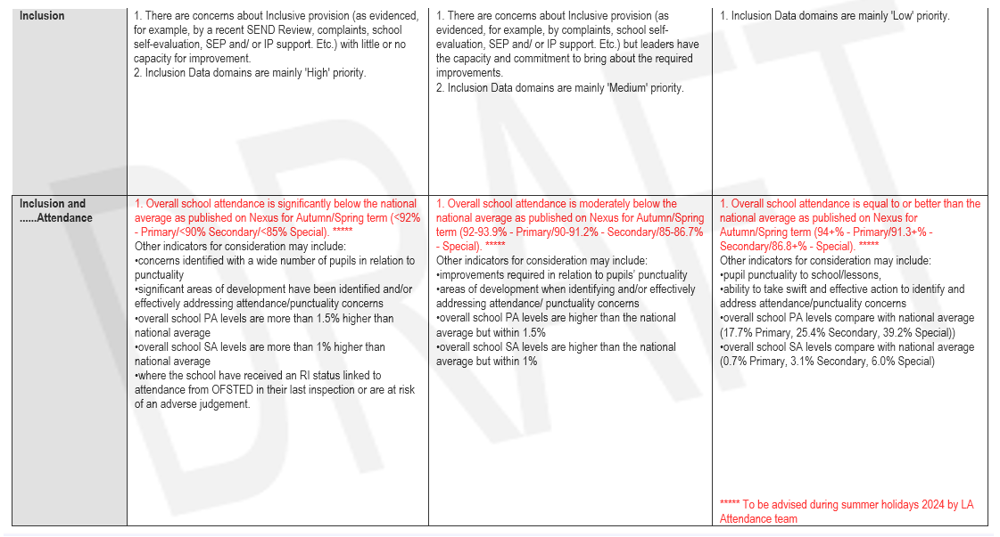 Inclusion
1. There are concerns about Inclusive provision (as evidenced,
for example, by a recent SEND Review, complaints, school
self-evaluation, SEP and/ or IP support. Etc.) with little or no
capacity for improvement.
2. Inclusion Data domains are mainly 'High' priority.
1. There are concerns about Inclusive provision (as
evidenced, for example, by complaints, school self-
evaluation, SEP and/ or IP support. Etc.) but leaders have
the capacity and commitment to bring about the required
improvements.
2. Inclusion Data domains are mainly 'Medium' priority.
1. Inclusion Data domains are mainly 'Low' priority.
Inclusion and
......Attendance
1. Overall school attendance is significantly below the national
average as published on Nexus for Autumn/Spring term (<92%
- Primary/<90% Secondary/<85% Special). *****
Other indicators for consideration may include:
•concerns identified with a wide number of pupils in relation to
punctuality
•significant areas of development have been identified and/or
effectively addressing attendance/punctuality concerns
•overall school PA levels are more than 1.5% higher than
national average
•overall school SA levels are more than 1% higher than
national average
•where the school have received an RI status linked to
attendance from OFSTED in their last inspection or are at risk
of an adverse judgement.
1. Overall school attendance is moderately below the
national average as published on Nexus for Autumn/Spring
term (92-93.9% - Primary/90-91.2% - Secondary/85-86.7%
- Special). *****
Other indicators for consideration may include:
•improvements required in relation to pupils' punctuality
•areas of development when identifying and/or effectively
addressing attendance/ punctuality concerns
•overall school PA levels are higher than the national
average but within 1.5%
•overall school SA levels are higher than the national
average but within 1%
1. Overall school attendance is equal to or better than the
national average as published on Nexus for
Autumn/Spring term (94+% - Primary/91.3+% -
Secondary/86.8+% - Special). *****
Other indicators for consideration may include:
•pupil punctuality to school/lessons,
•ability to take swift and effective action to identify and
address attendance/punctuality concerns
•overall school PA levels compare with national average
(17.7% Primary, 25.4% Secondary, 39.2% Special))
•overall school SA levels compare with national average
(0.7% Primary, 3.1% Secondary, 6.0% Special)
***** To be advised during summer holidays 2024 by LA
Attendance team
DRAFT